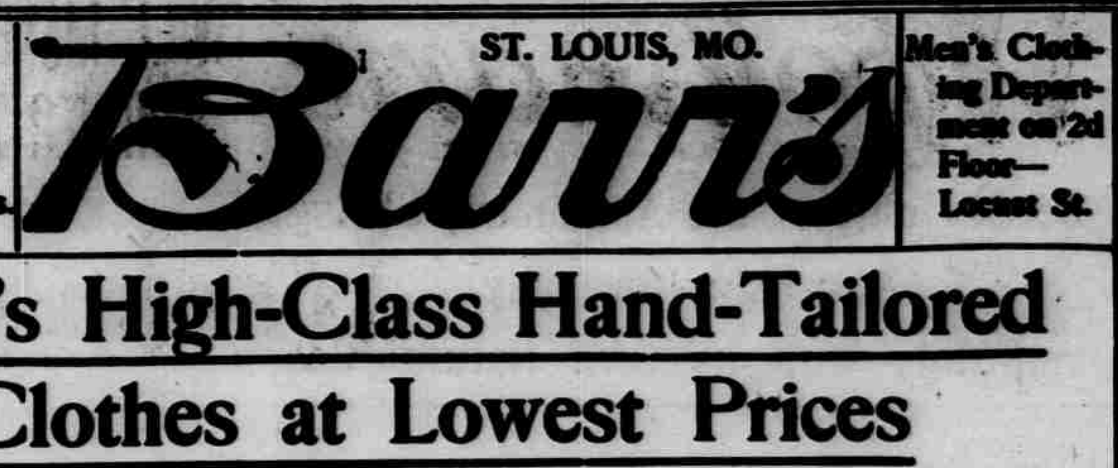 ST. LOUIS, MO.
Barr's
Men's Cloth-
ing Depart-
ment on 2d
Floor—
Locust St.
's High-Class Hand-Tailored
Clothes at Lowest Prices